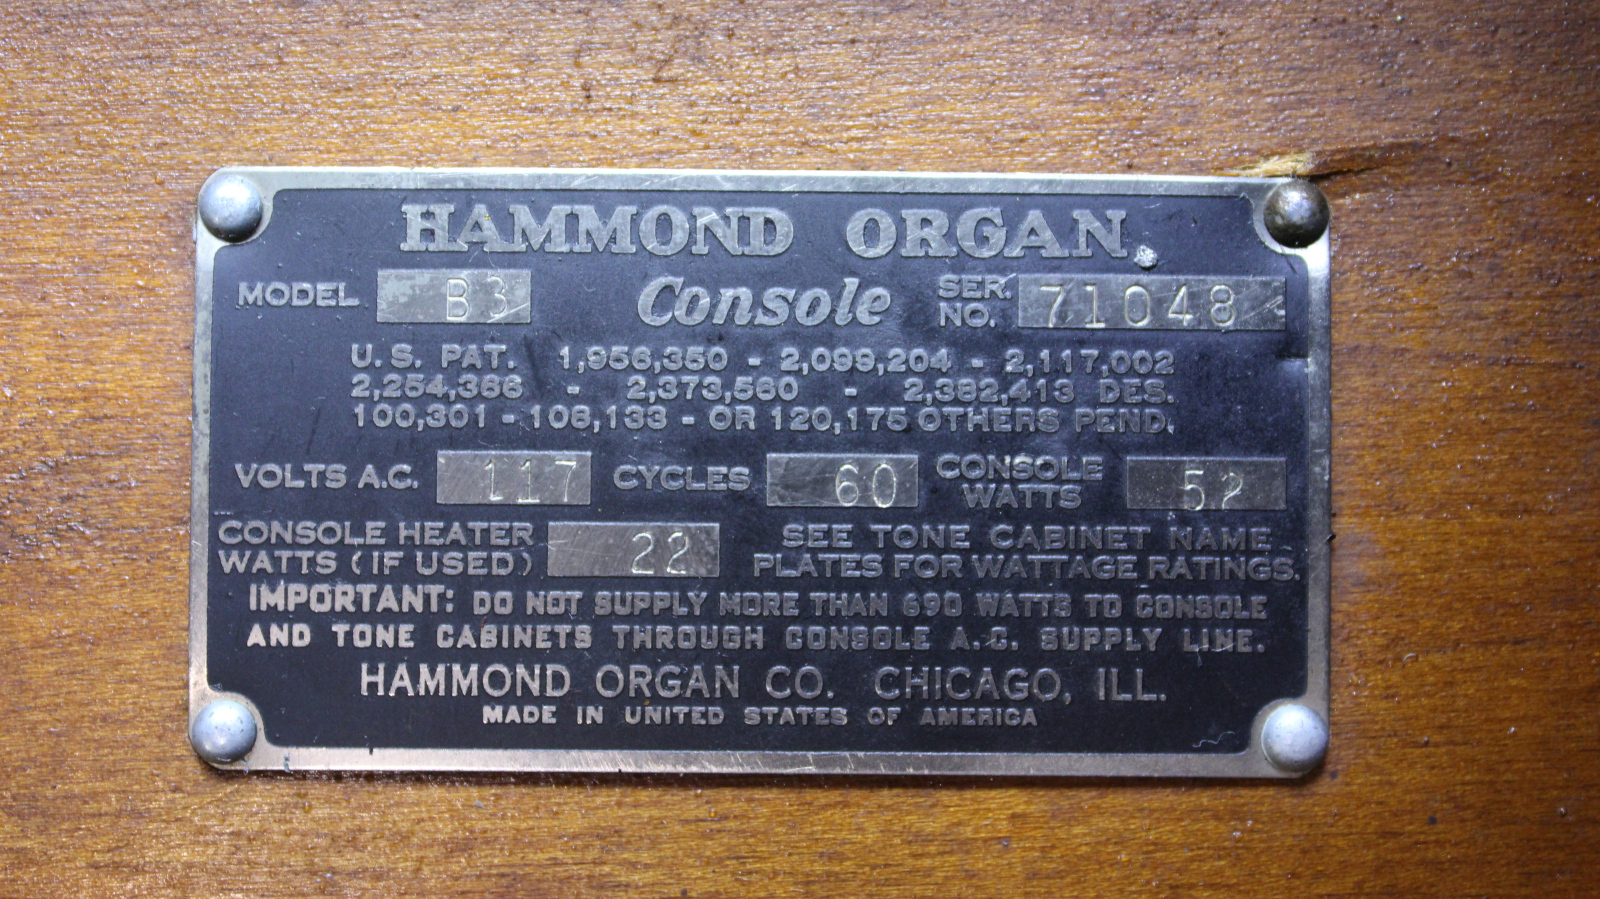 HAMMOND ORGAN
MODEL B3 Console SER. NO. 71048
U.S. PAT. 1,956,350 - 2,099,204 - 2,117,002
2,254,366 - 2,373,560 - 2,382,413 DES.
100,301 - 108,133 - OR 120,175 OTHERS PEND.
VOLTS A.C. 117 CYCLES 60 CONSOLE WATTS 52
CONSOLE HEATER SEE TONE CABINET NAME
WATTS (IF USED) 22 PLATES FOR WATTAGE RATINGS.
IMPORTANT: DO NOT SUPPLY MORE THAN 690 WATTS TO CONSOLE
AND TONE CABINETS THROUGH CONSOLE A.C. SUPPLY LINE.
HAMMOND ORGAN CO. CHICAGO, ILL.
MADE IN UNITED STATES OF AMERICA